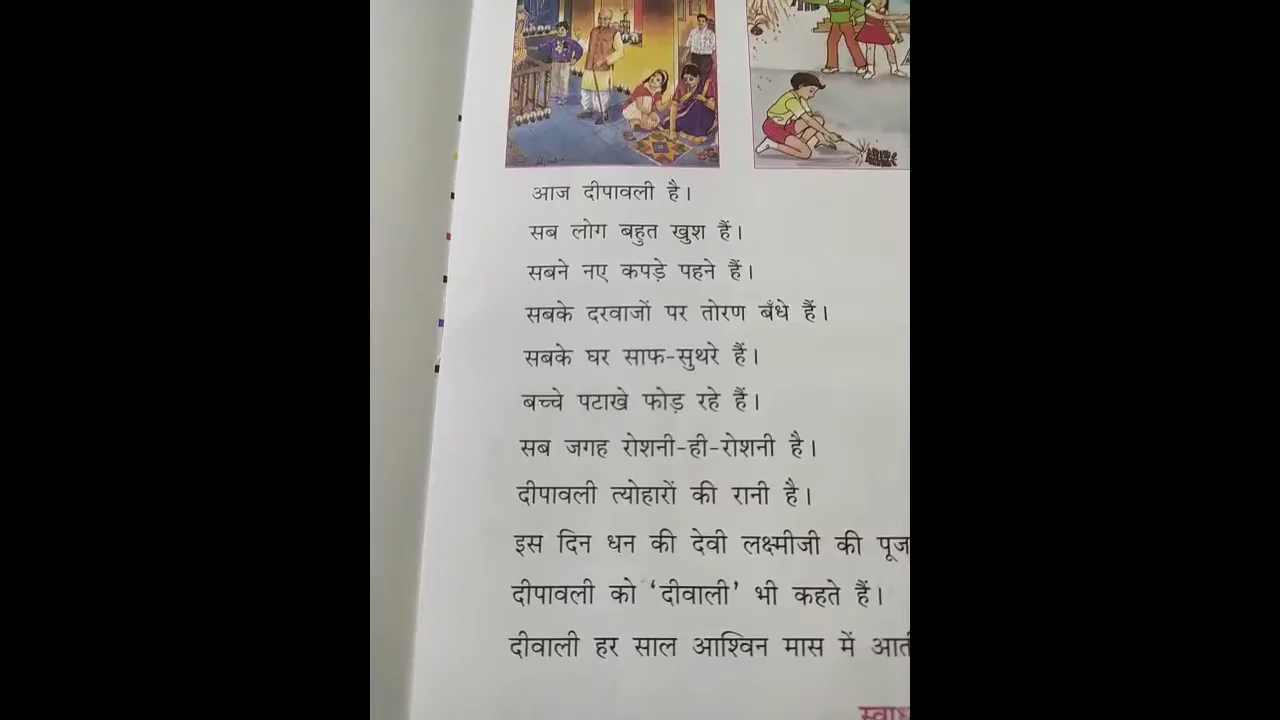 आज दीपावली है।
सब लोग बहुत खुश हैं।
सबने नए कपड़े पहने हैं।
सबके दरवाजों पर तोरण बँधे हैं।
सबके घर साफ-सुथरे हैं।
बच्चे पटाखे फोड़ रहे हैं।
सब जगह रोशनी-ही-रोशनी है।
दीपावली त्योहारों की रानी है।
इस दिन धन की देवी लक्ष्मीजी की
दीपावली को ‘दीवाली’ भी कहते हैं।
दीवाली हर साल आश्विन मास में